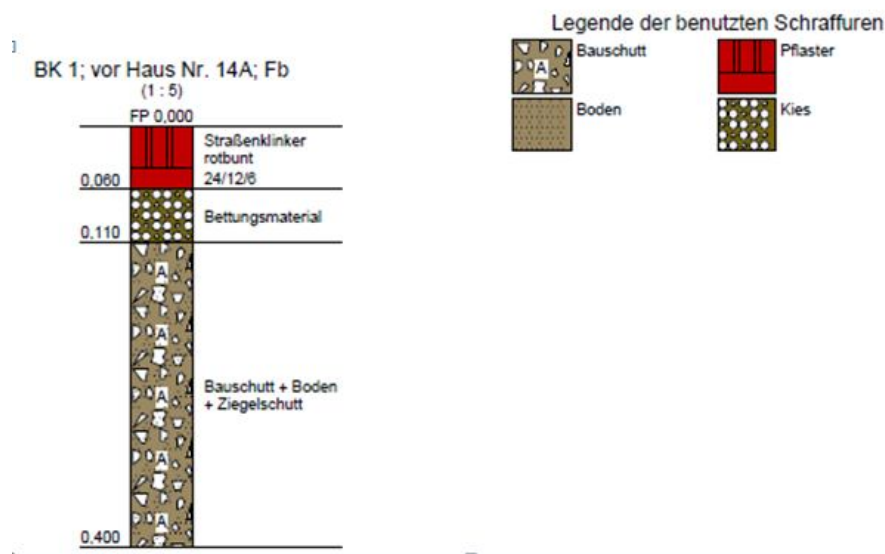 Legende der benutzten Schraffuren
Bauschutt
Pflaster
A
Boden
Kies
BK 1; vor Haus Nr. 14A; Fb
(1 : 5)
FP 0,000
Straßenklinker
rotbunt
24/12/6
0,060
Bettungsmaterial
0,110
A
A
Bauschutt + Boden
+ Ziegelschutt
A
A
A
0,400